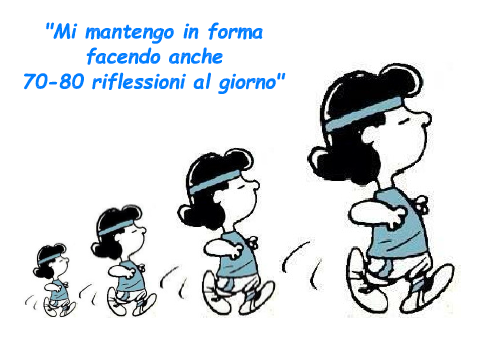 "Mi mantengo in forma
facendo anche
70-80 riflessioni al giorno"